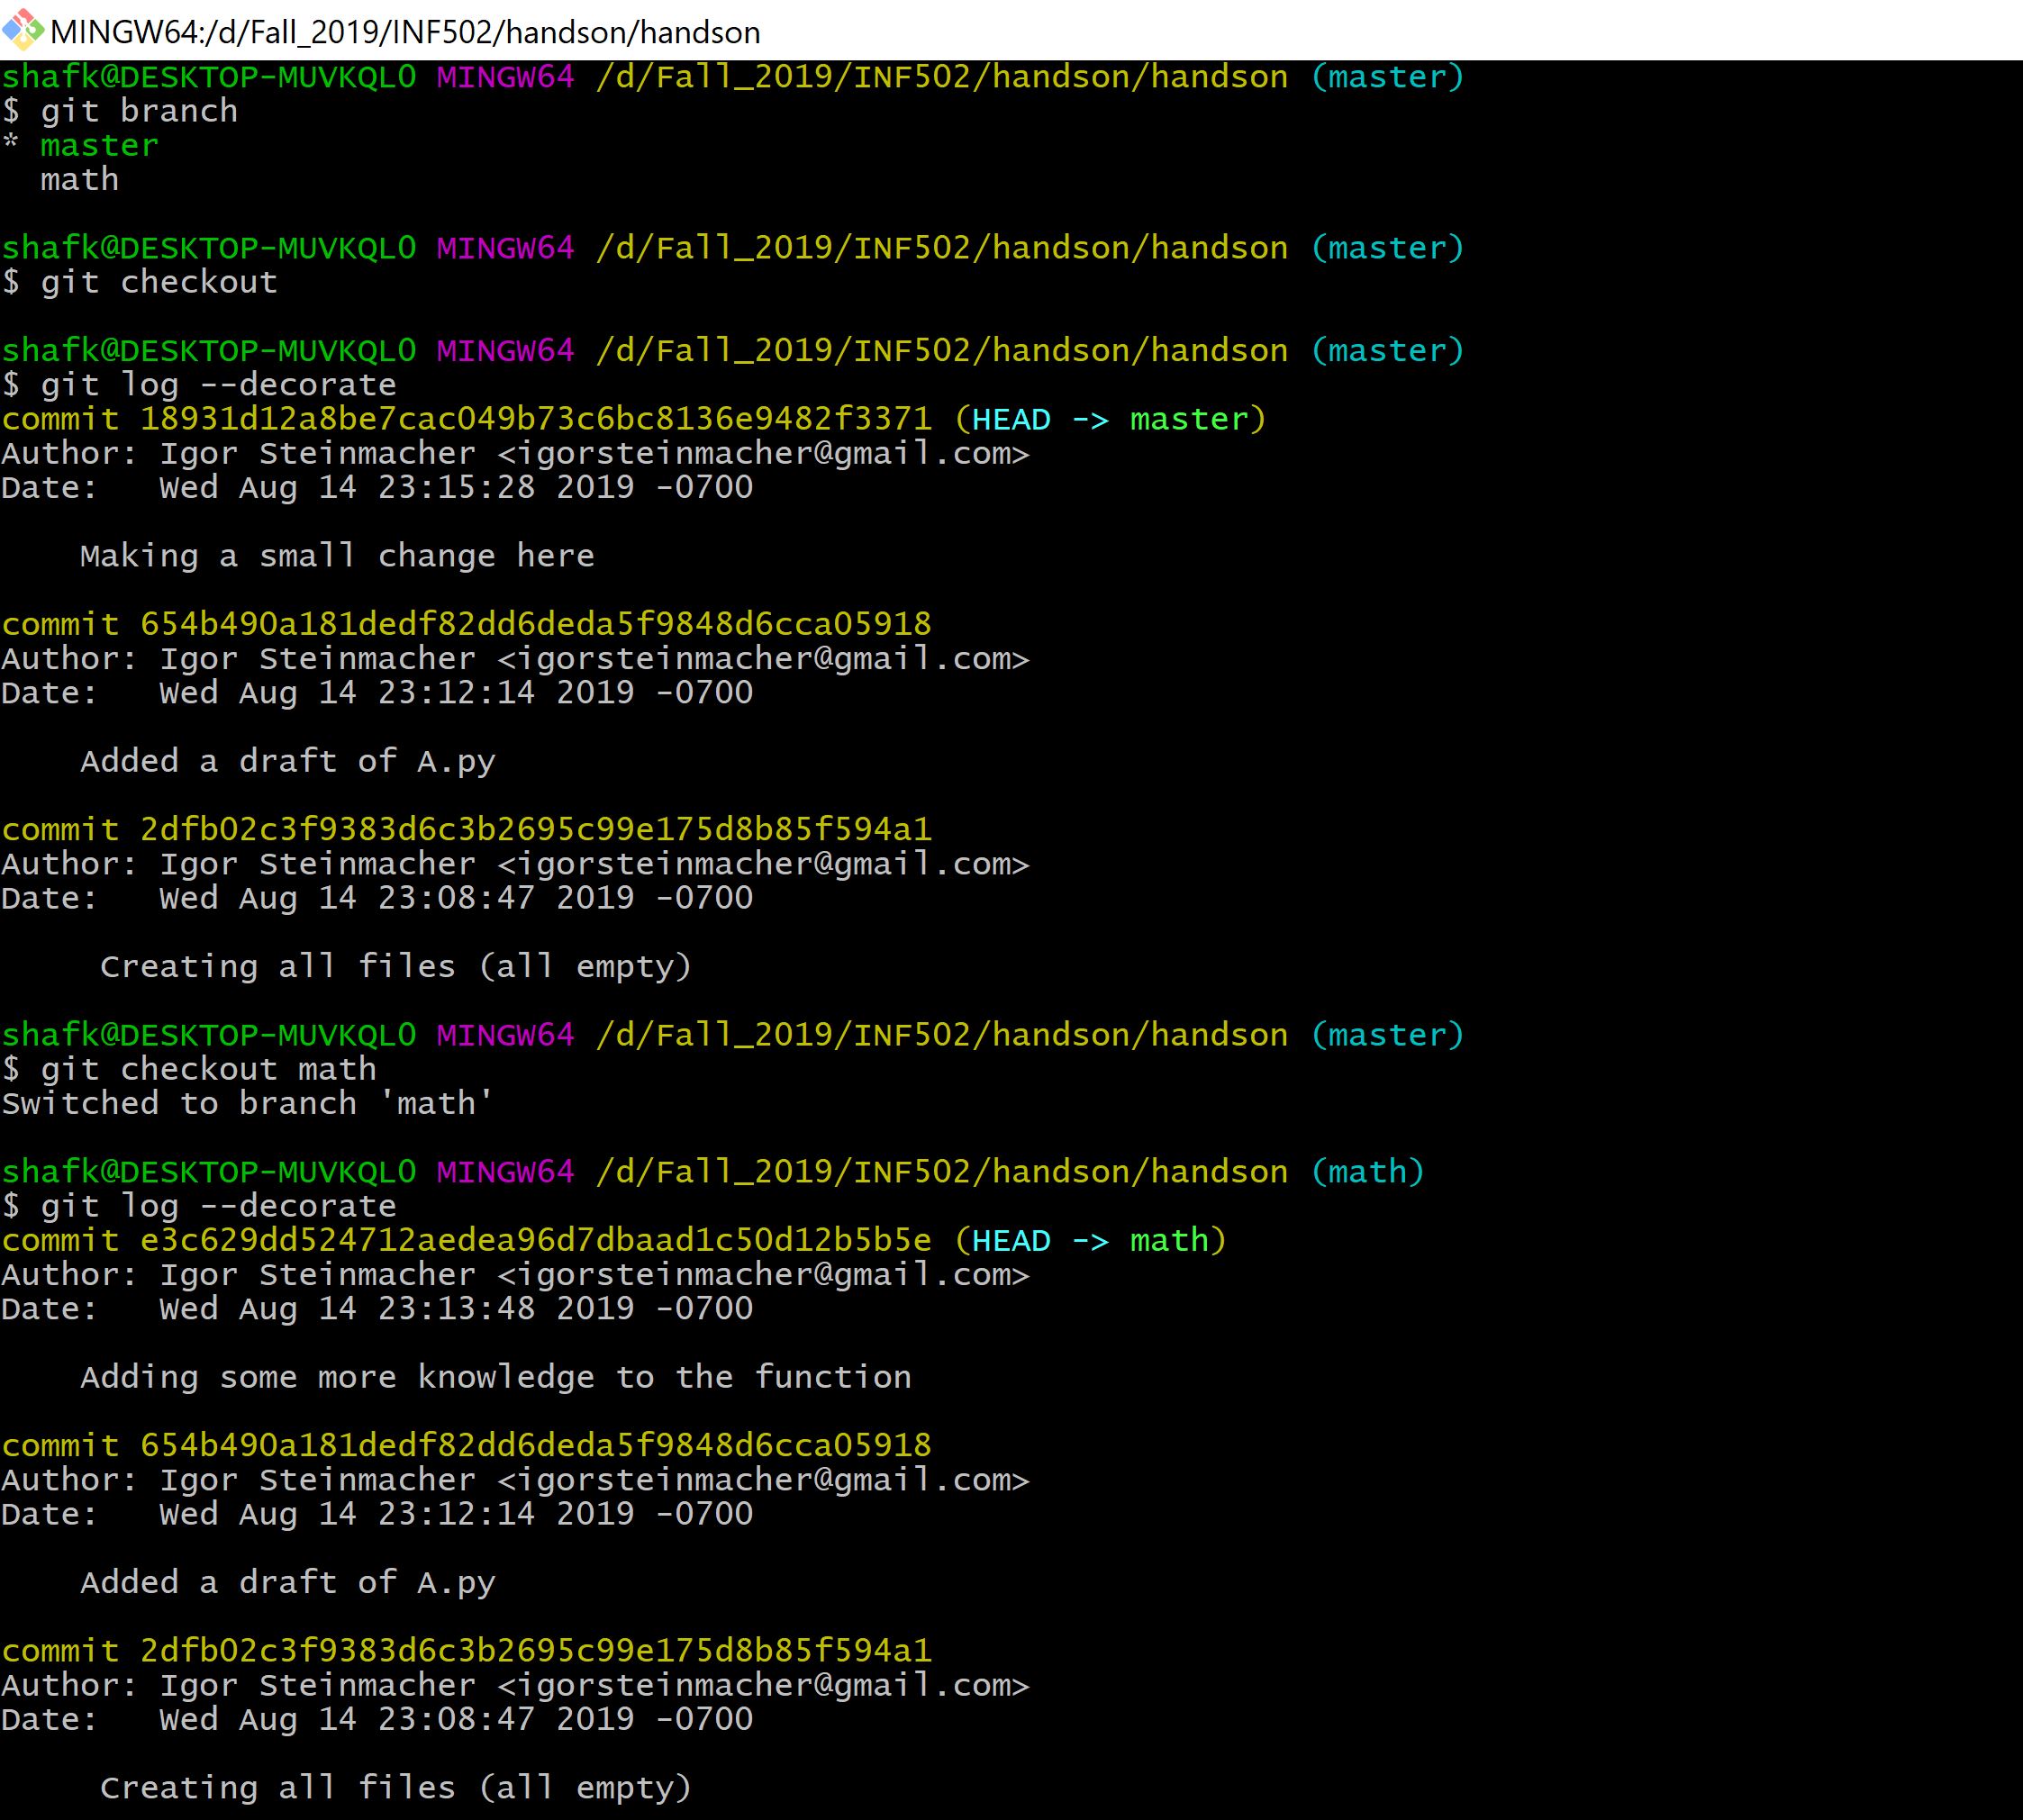 MINGW64:/d/Fall_2019/INF502/handson/handson
shafk@DESKTOP-MUVKQL0 MINGW64 /d/Fall_2019/INF502/handson/handson (master)
$ git branch
* master
  math
shafk@DESKTOP-MUVKQL0 MINGW64 /d/Fall_2019/INF502/handson/handson (master)
$ git checkout
shafk@DESKTOP-MUVKQL0 MINGW64 /d/Fall_2019/INF502/handson/handson (master)
$ git log --decorate
commit 18931d12a8be7cac049b73c6bc8136e9482f3371 (HEAD -> master)
Author: Igor Steinmacher <igorsteinmacher@gmail.com>
Date:   Wed Aug 14 23:15:28 2019 -0700
    Making a small change here
commit 654b490a181dedf82dd6deda5f9848d6cca05918
Author: Igor Steinmacher <igorsteinmacher@gmail.com>
Date:   Wed Aug 14 23:12:14 2019 -0700
    Added a draft of A.py
commit 2dfb02c3f9383d6c3b2695c99e175d8b85f594a1
Author: Igor Steinmacher <igorsteinmacher@gmail.com>
Date:   Wed Aug 14 23:08:47 2019 -0700
     Creating all files (all empty)
shafk@DESKTOP-MUVKQL0 MINGW64 /d/Fall_2019/INF502/handson/handson (master)
$ git checkout math
Switched to branch 'math'
shafk@DESKTOP-MUVKQL0 MINGW64 /d/Fall_2019/INF502/handson/handson (math)
$ git log --decorate
commit e3c629dd524712aedea96d7dbaad1c50d12b5b5e (HEAD -> math)
Author: Igor Steinmacher <igorsteinmacher@gmail.com>
Date:   Wed Aug 14 23:13:48 2019 -0700
    Adding some more knowledge to the function
commit 654b490a181dedf82dd6deda5f9848d6cca05918
Author: Igor Steinmacher <igorsteinmacher@gmail.com>
Date:   Wed Aug 14 23:12:14 2019 -0700
    Added a draft of A.py
commit 2dfb02c3f9383d6c3b2695c99e175d8b85f594a1
Author: Igor Steinmacher <igorsteinmacher@gmail.com>
Date:   Wed Aug 14 23:08:47 2019 -0700
     Creating all files (all empty)